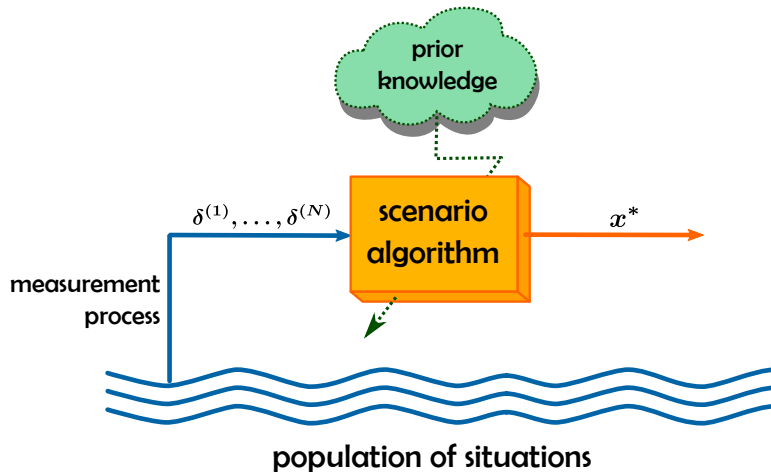 prior
knowledge
δ⁽¹⁾, . . . , δ⁽ᴺ⁾
scenario
algorithm
x*
measurement
process
population of situations